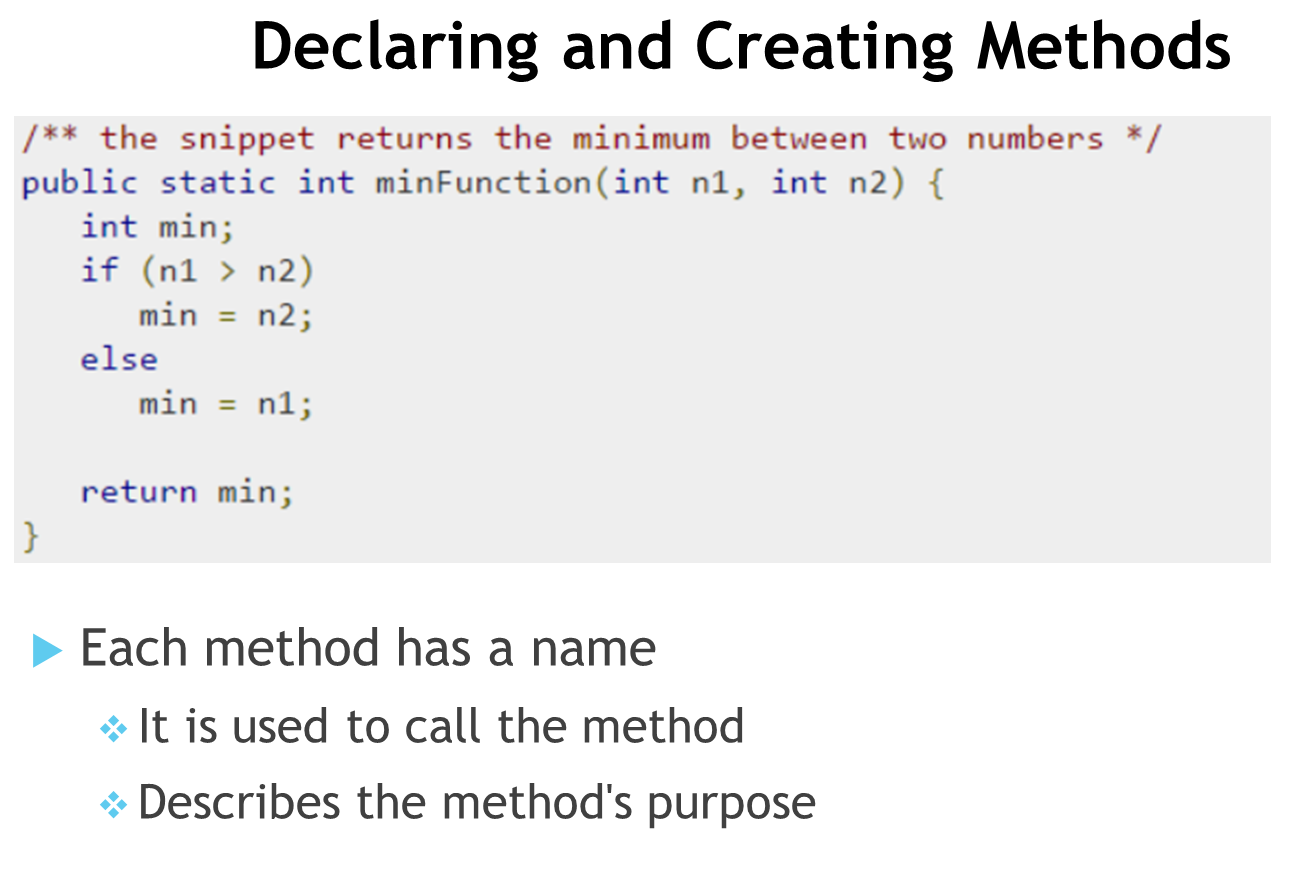 Declaring and Creating Methods
/** the snippet returns the minimum between two numbers */
public static int minFunction(int n1, int n2) {
   int min;
   if (n1 > n2)
      min = n2;
   else
      min = n1;

   return min;
}
Each method has a name
It is used to call the method
Describes the method's purpose